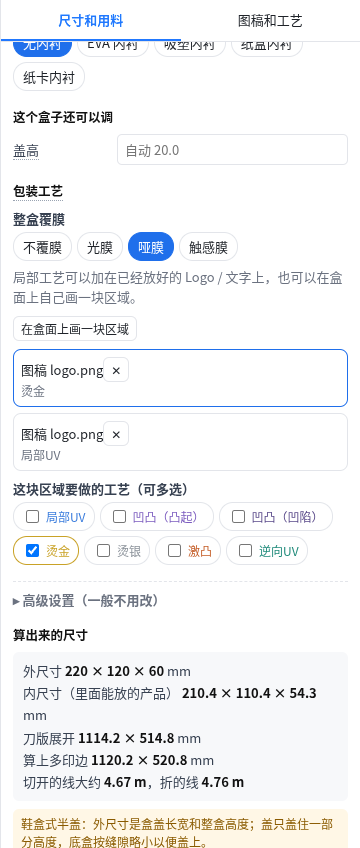 尺寸和用料
图稿和工艺
无内衬
EVA 内衬
吸塑内衬
纸盒内衬
纸卡内衬
这个盒子还可以调
盖高
自动 20.0
包装工艺
整盒覆膜
不覆膜
光膜
哑膜
触感膜
局部工艺可以加在已经放好的 Logo / 文字上，也可以在盒
面上自己画一块区域。
在盒面上画一块区域
图稿 logo.png ×
烫金
图稿 logo.png ×
局部UV
这块区域要做的工艺（可多选）
局部UV
凹凸（凸起）
凹凸（凹陷）
烫金
烫银
激凸
逆向UV
▸ 高级设置（一般不用改）
算出来的尺寸
外尺寸 220 × 120 × 60 mm
内尺寸（里面能放的产品） 210.4 × 110.4 × 54.3
mm
刀版展开 1114.2 × 514.8 mm
算上多印边 1120.2 × 520.8 mm
切开的线大约 4.67 m，折的线 4.76 m
鞋盒式半盖：外尺寸是盒盖长宽和整盒高度；盖只盖住一部
分高度，底盒按缝隙略小以便盖上。